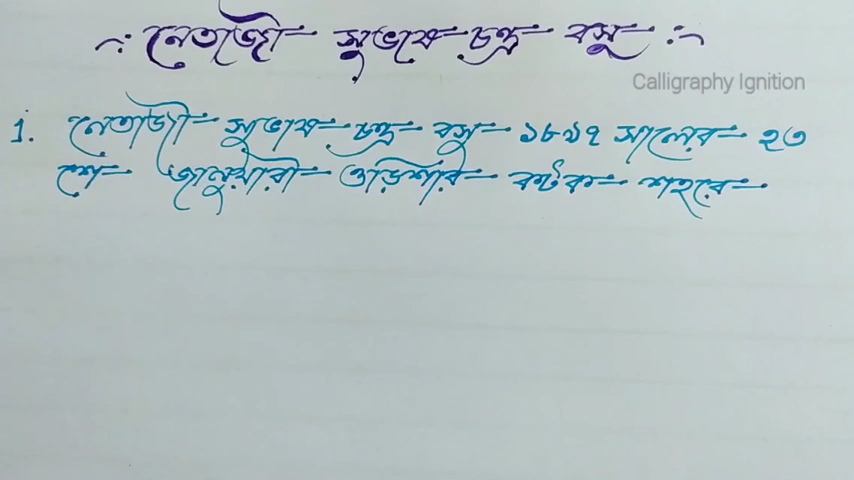 -: নেতাজী সুভাষ চন্দ্র বসু :-
Calligraphy Ignition
1. নেতাজী সুভাষ চন্দ্র বসু ১৮৯৭ সালের ২৩
শে জানুয়ারী ওড়িশার কটক শহরে